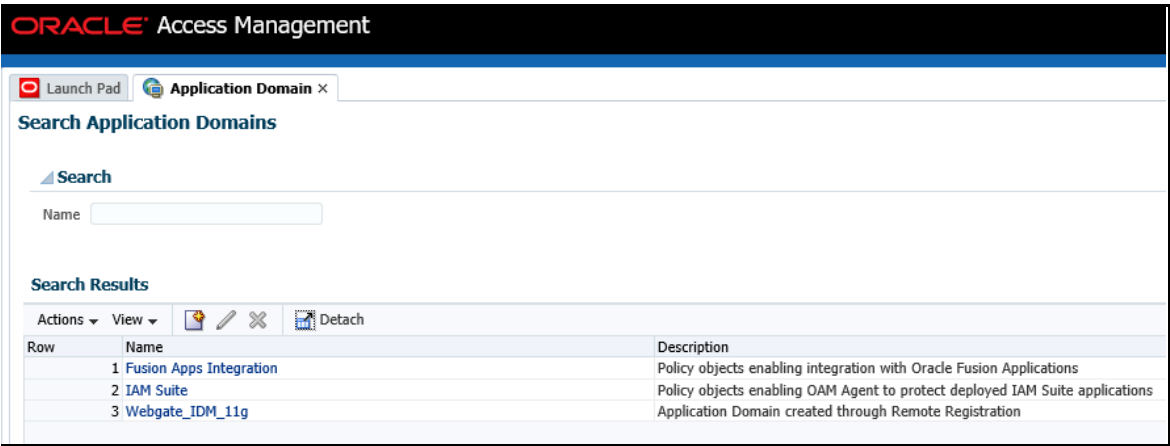 ORACLE® Access Management
Launch Pad Application Domain ×
Search Application Domains
Search
Name
Search Results
Actions View Detach
Row Name Description
1 Fusion Apps Integration Policy objects enabling integration with Oracle Fusion Applications
2 IAM Suite Policy objects enabling OAM Agent to protect deployed IAM Suite applications
3 Webgate_IDM_11g Application Domain created through Remote Registration